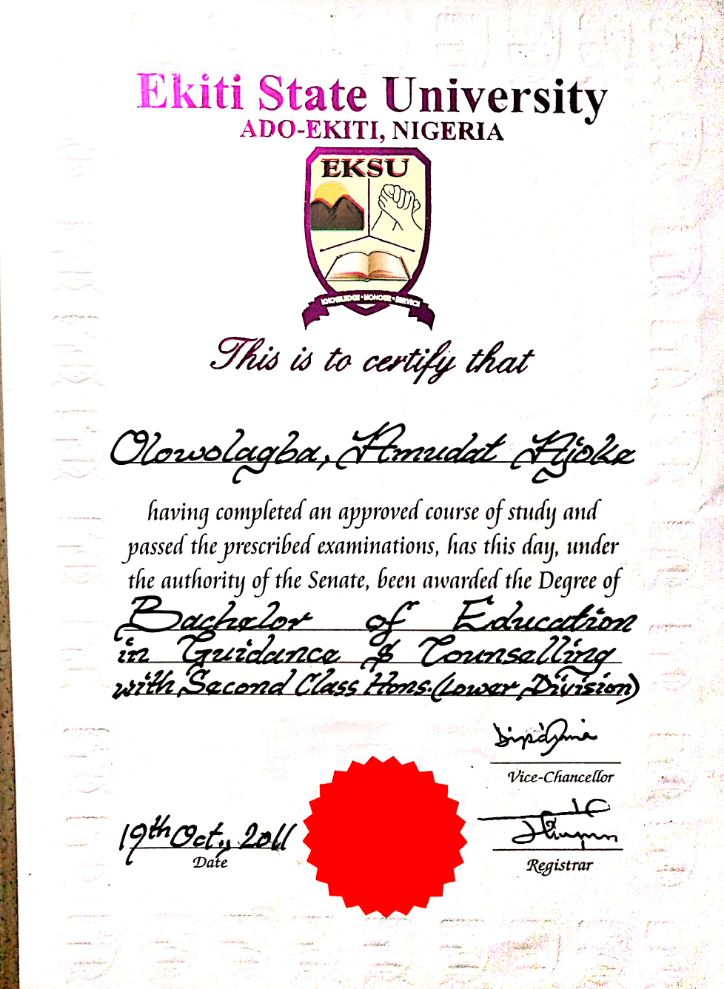 Ekiti State University
ADO-EKITI, NIGERIA
EKSU
KNOWLEDGE • HONOUR • SERVICE
This is to certify that
Olowolagba, Amudat Ajoke
having completed an approved course of study and
passed the prescribed examinations, has this day, under
the authority of the Senate, been awarded the Degree of
Bachelor of Education
in Guidance & Counselling
with Second Class Hons. (Lower Division)
Vice-Chancellor
19th Oct., 2011
Date
Registrar